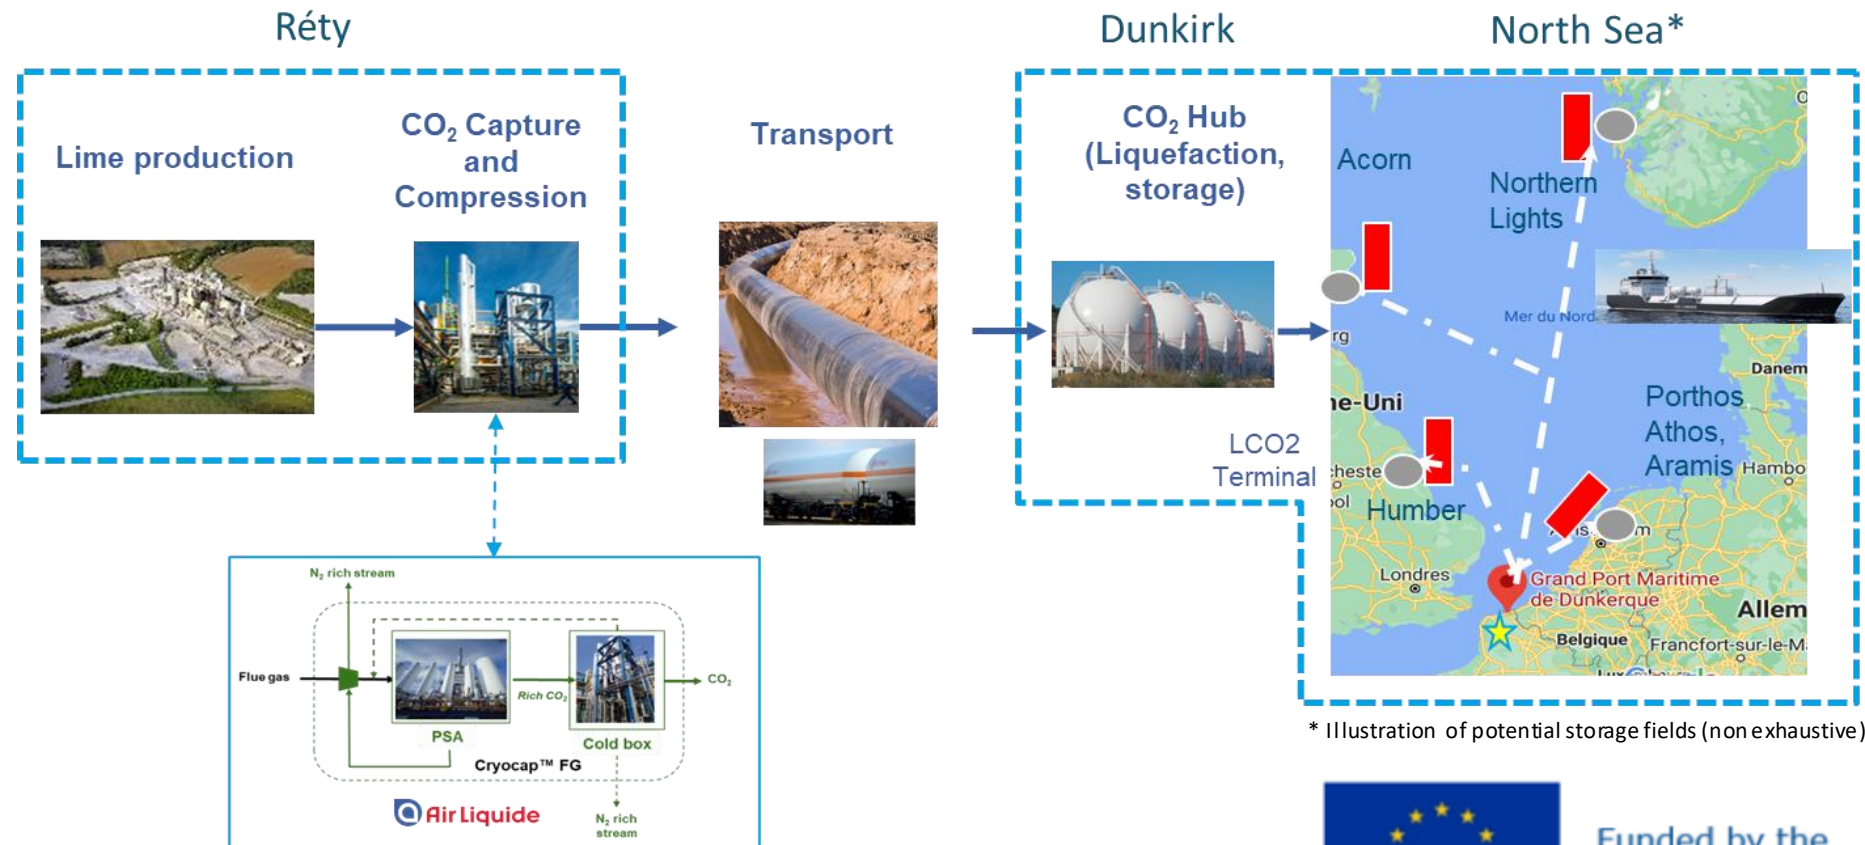 Réty
Dunkirk
North Sea*
Lime production
CO₂ Capture
and
Compression
Transport
CO₂ Hub
(Liquefaction,
storage)
LCO2
Terminal
Acorn
Northern
Lights
Mer du Nord
rg
Danem
ne-Uni
Porthos
Athos,
Aramis
Hambo
cheste
ool
Humber
Londres
Grand Port Maritime
de Dunkerque
Allem
Belgique
Francfort-sur-le-M
* Illustration of potential storage fields (non exhaustive)
N₂ rich stream
Flue gas
Rich CO₂
CO₂
PSA
Cold box
Cryocap™ FG
Air Liquide
N₂ rich
stream
Funded by the